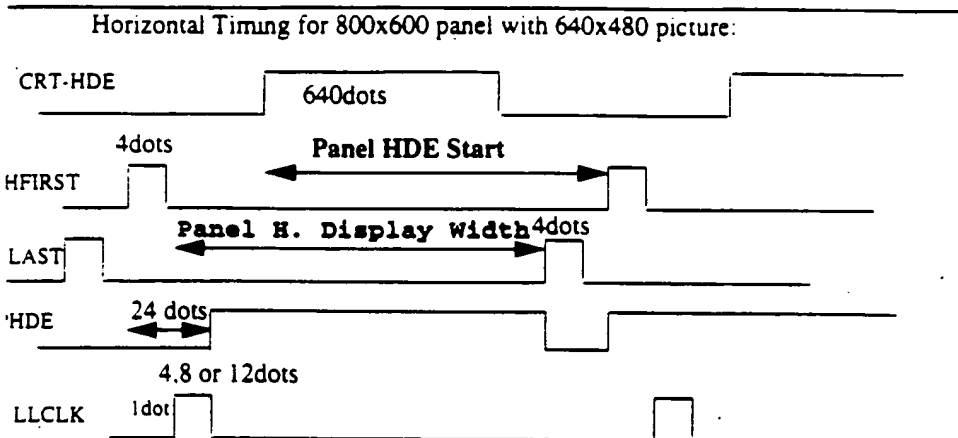 Horizontal Timing for 800x600 panel with 640x480 picture:
CRT-HDE
640dots
4dots
Panel HDE Start
HFIRST
Panel H. Display Width
4dots
LAST
24 dots
HDE
4.8 or 12dots
LLCLK
1dot